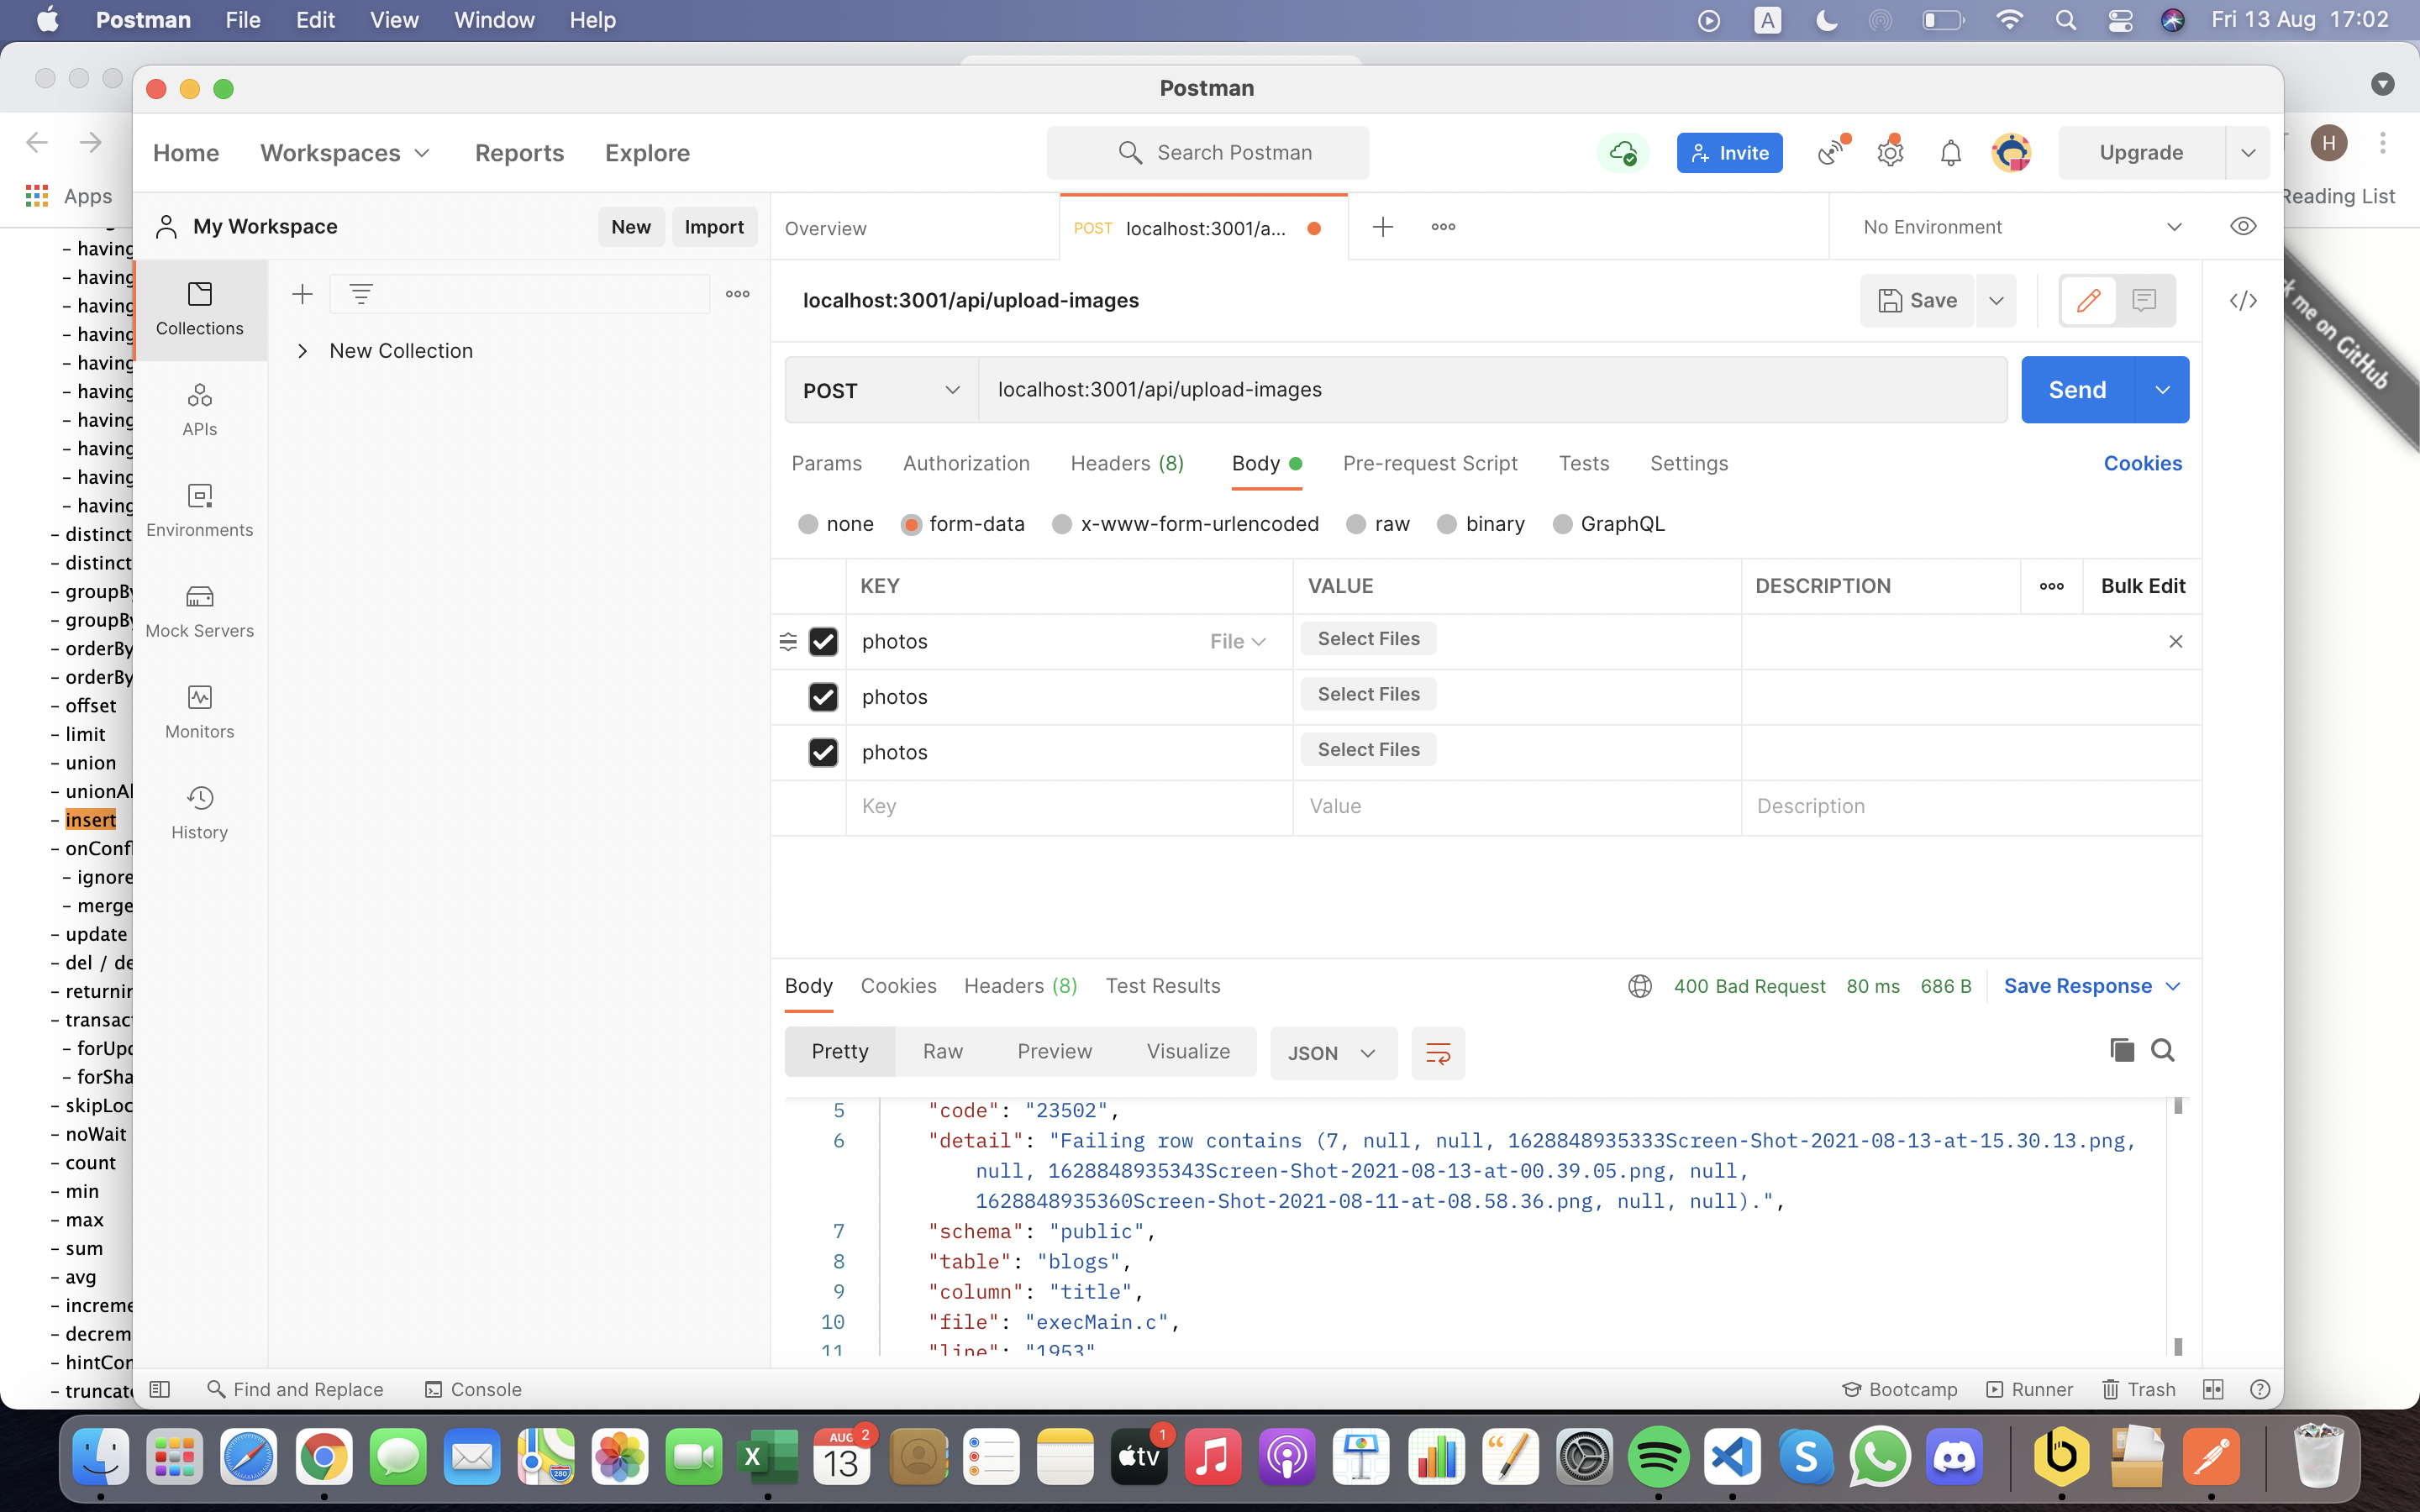 Postman File Edit View Window Help
A
Fri 13 Aug 17:02
Postman
Home Workspaces Reports Explore
Search Postman
Invite
Upgrade
H
Apps
Reading List
My Workspace
New Import
Overview
POST localhost:3001/a...
No Environment
- having
- having
- having
- having
- having
- having
- having
- having
- having
- having
- distinct
- distinct
- groupBy
- groupBy
- orderBy
- orderBy
- offset
- limit
- union
- unionAl
- insert
- onConfl
- ignore
- merge
- update
- del / de
- returnin
- transact
- forUpd
- forSha
- skipLoc
- noWait
- count
- min
- max
- sum
- avg
- increme
- decrem
- hintCon
- truncate
Collections
APIs
Environments
Mock Servers
Monitors
History
New Collection
localhost:3001/api/upload-images
Save
k me on GitHub
POST
localhost:3001/api/upload-images
Send
Params Authorization Headers (8) Body Pre-request Script Tests Settings
Cookies
none form-data x-www-form-urlencoded raw binary GraphQL
KEY VALUE DESCRIPTION Bulk Edit
photos File Select Files
photos Select Files
photos Select Files
Key Value Description
Body Cookies Headers (8) Test Results
400 Bad Request 80 ms 686 B Save Response
Pretty Raw Preview Visualize JSON
5 "code": "23502",
6 "detail": "Failing row contains (7, null, null, 1628848935333Screen-Shot-2021-08-13-at-15.30.13.png,
null, 1628848935343Screen-Shot-2021-08-13-at-00.39.05.png, null,
1628848935360Screen-Shot-2021-08-11-at-08.58.36.png, null, null).",
7 "schema": "public",
8 "table": "blogs",
9 "column": "title",
10 "file": "execMain.c",
11 "line": "1953"
Find and Replace Console
Bootcamp Runner Trash
280
X
AUG
13
2
tv
1
S
b